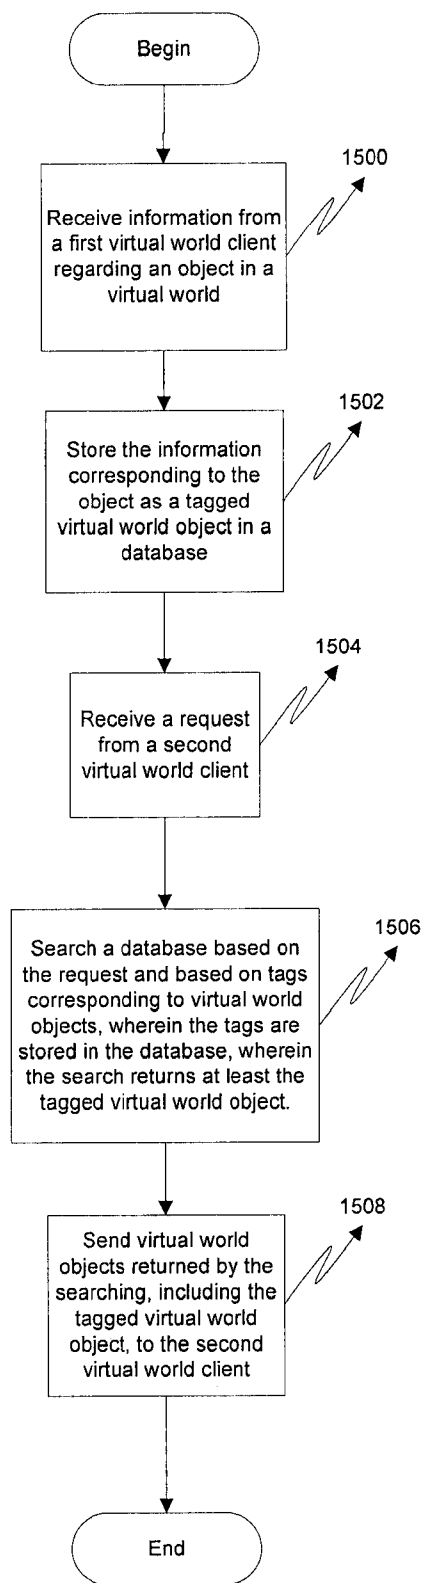 Begin
1500
Receive information from
a first virtual world client
regarding an object in a
virtual world
1502
Store the information
corresponding to the
object as a tagged
virtual world object in a
database
1504
Receive a request
from a second
virtual world client
1506
Search a database based on
the request and based on tags
corresponding to virtual world
objects, wherein the tags are
stored in the database, wherein
the search returns at least the
tagged virtual world object.
1508
Send virtual world
objects returned by the
searching, including the
tagged virtual world
object, to the second
virtual world client
End